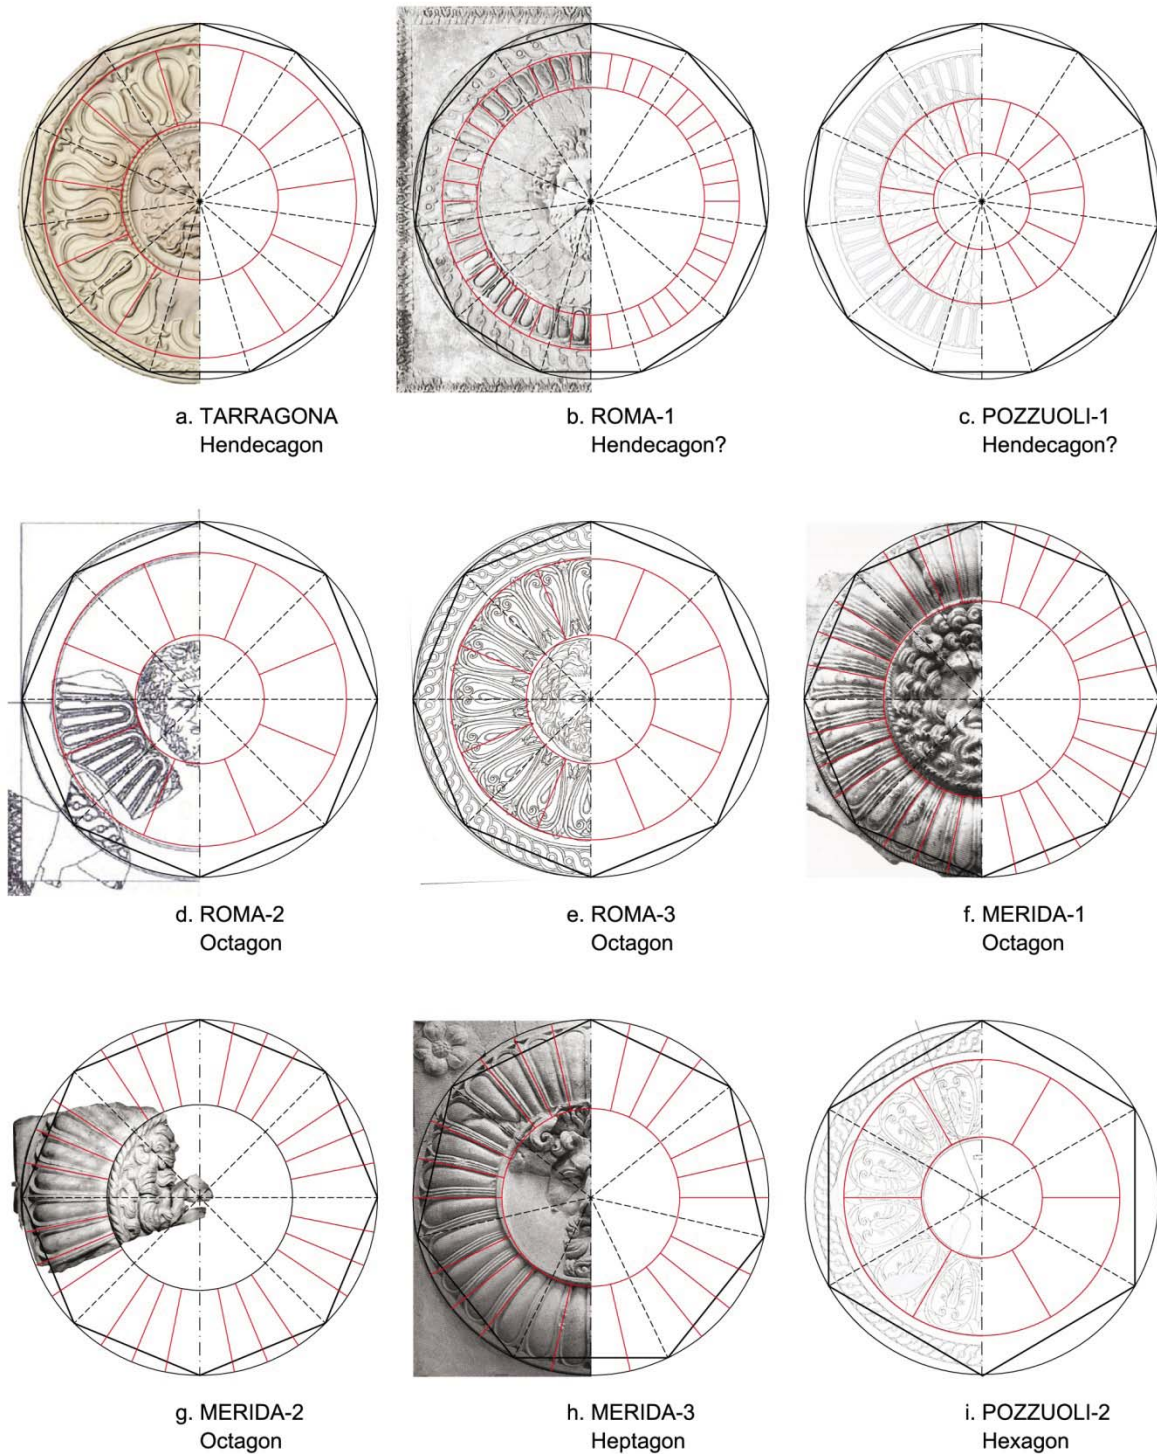 a. TARRAGONA
Hendecagon
b. ROMA-1
Hendecagon?
c. POZZUOLI-1
Hendecagon?
d. ROMA-2
Octagon
e. ROMA-3
Octagon
f. MERIDA-1
Octagon
g. MERIDA-2
Octagon
h. MERIDA-3
Heptagon
i. POZZUOLI-2
Hexagon